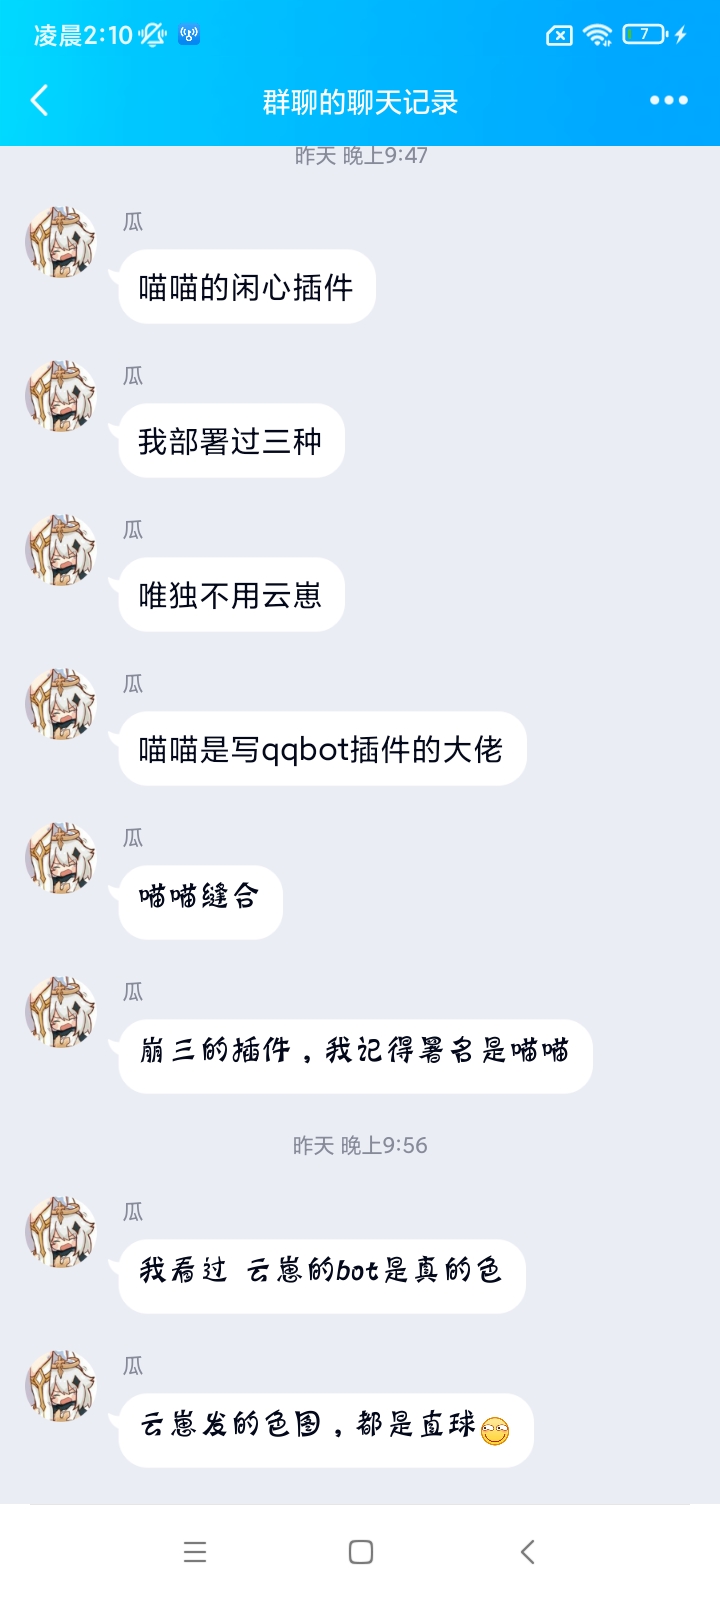 凌晨2:10
7
群聊的聊天记录
昨天 晚上9:47
瓜
喵喵的闲心插件
瓜
我部署过三种
瓜
唯独不用云崽
瓜
喵喵是写qqbot插件的大佬
瓜
喵喵缝合
瓜
崩三的插件，我记得署名是喵喵
昨天 晚上9:56
瓜
我看过 云崽的bot是真的色
瓜
云崽发的色图，都是直球